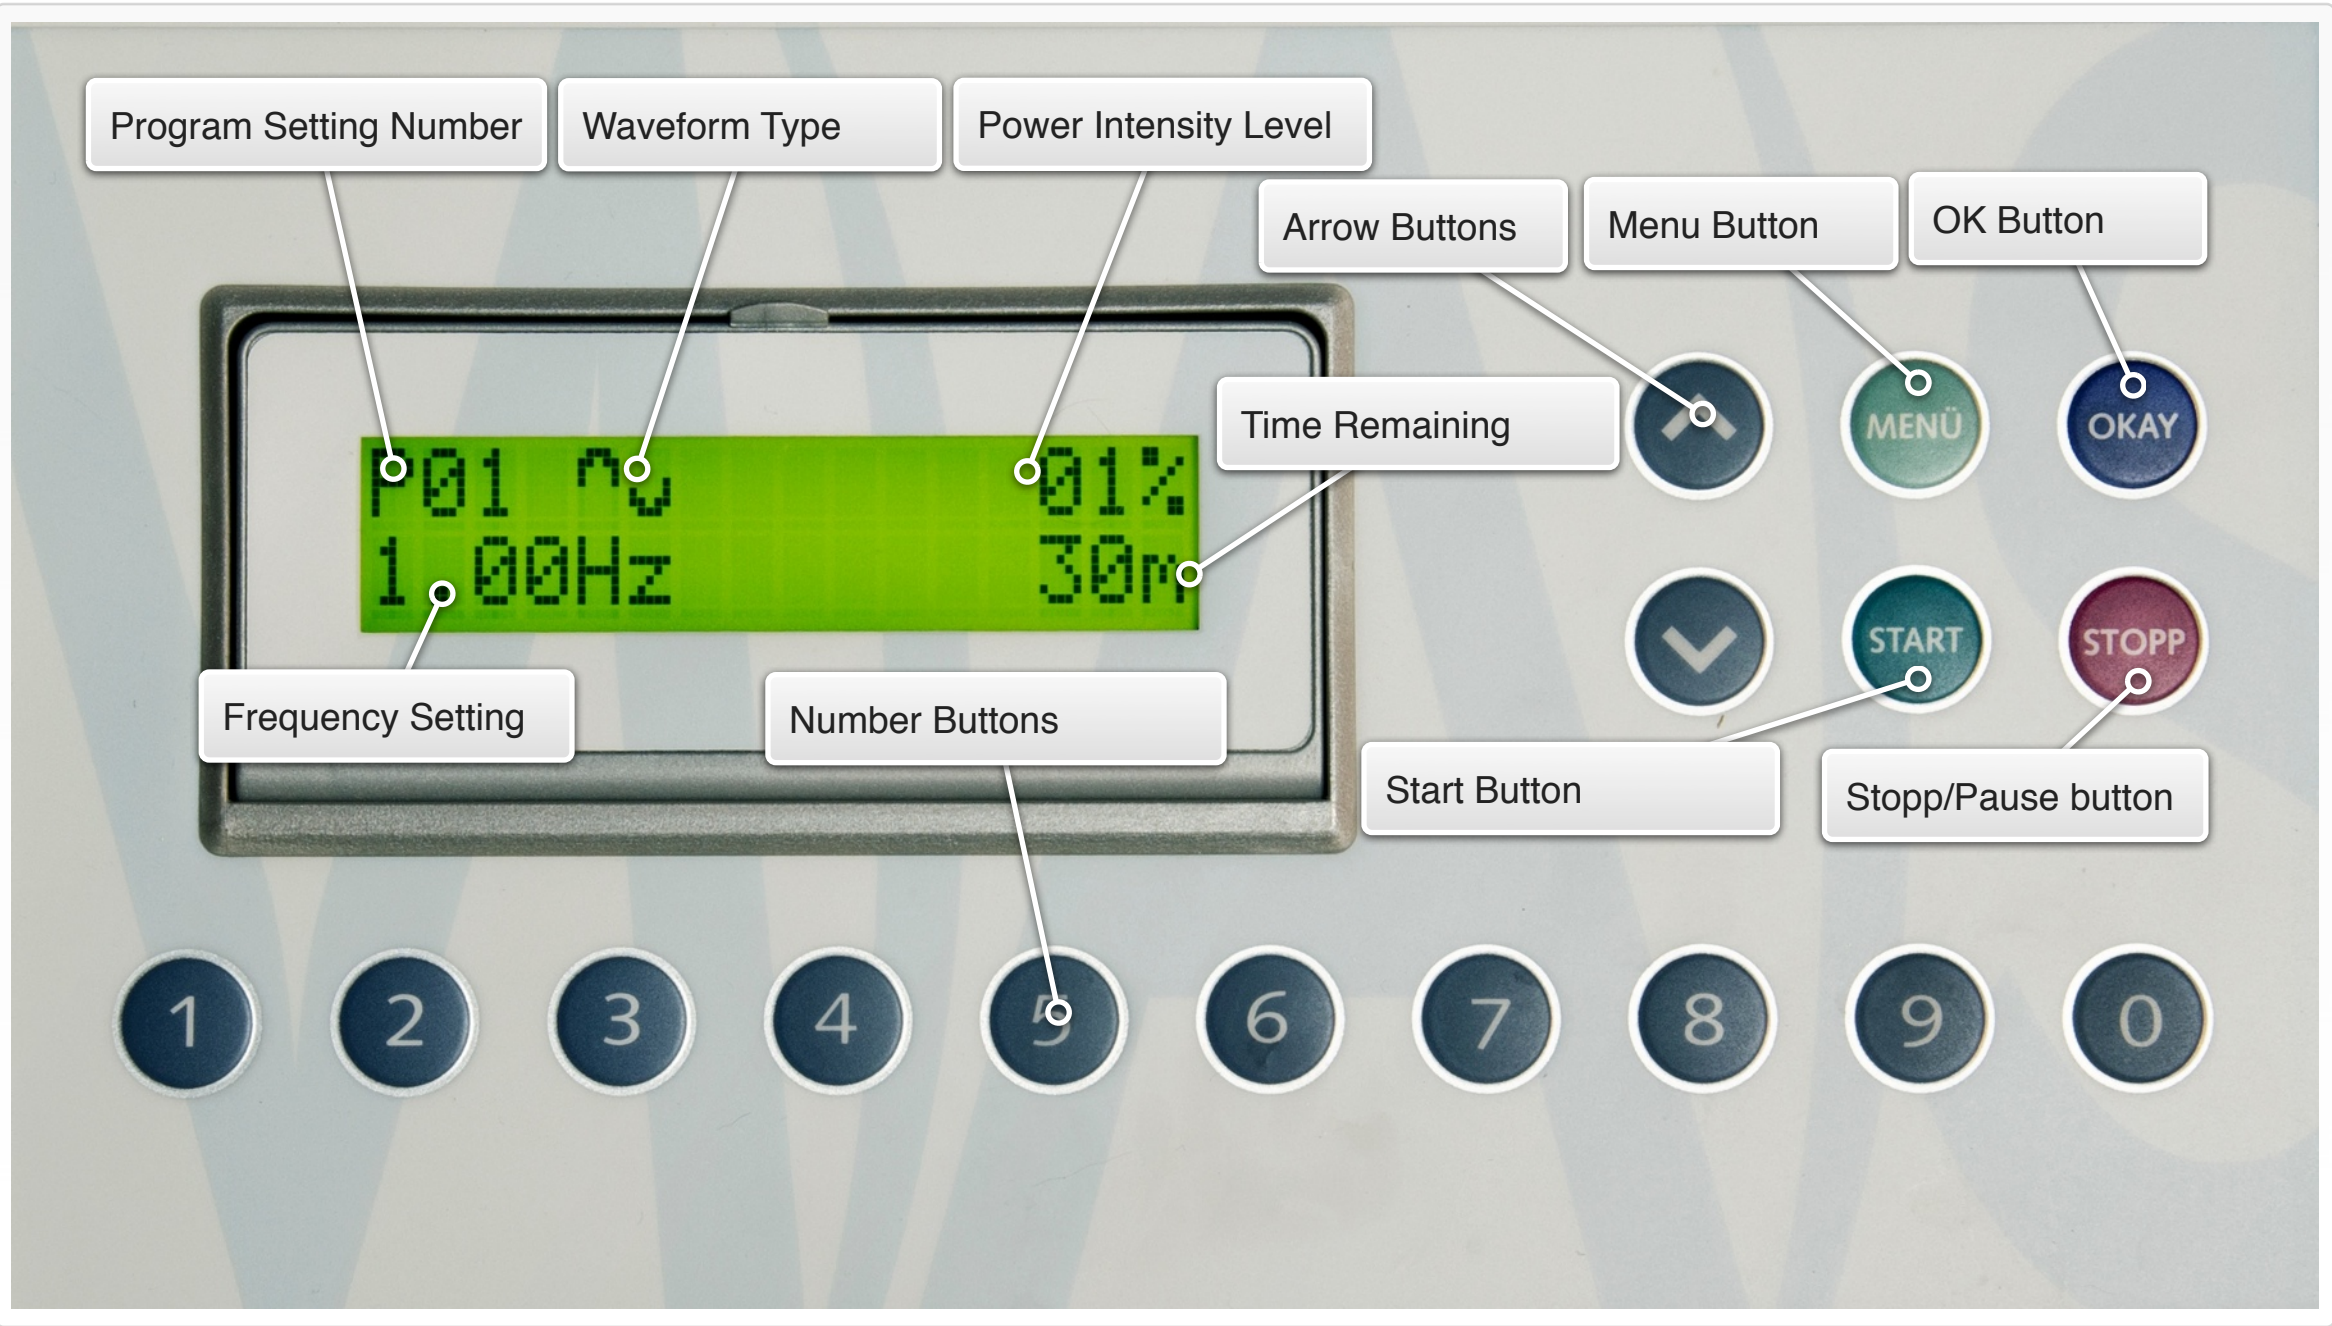 Program Setting Number
Waveform Type
Power Intensity Level
Arrow Buttons
Menu Button
OK Button
Time Remaining
P01 01%
1.00Hz 30m
MENÜ
OKAY
START
STOPP
Frequency Setting
Number Buttons
Start Button
Stopp/Pause button
1 2 3 4 5 6 7 8 9 0